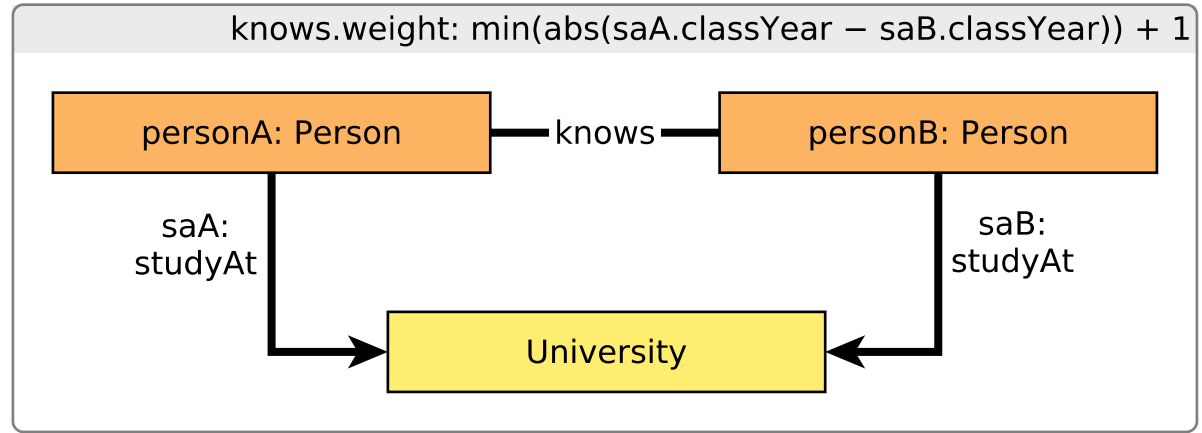 knows.weight: min(abs(saA.classYear − saB.classYear)) + 1
personA: Person
knows
personB: Person
saA:
studyAt
saB:
studyAt
University